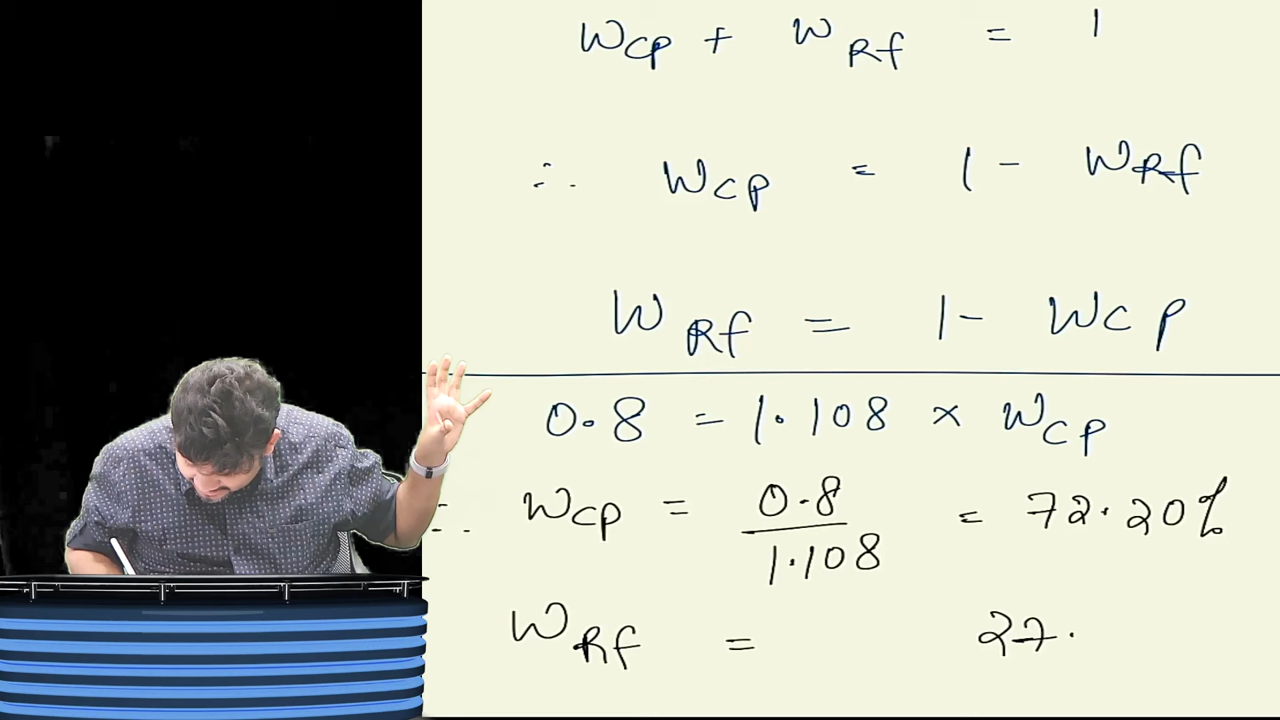 WCP + WRf = 1
∴ WCP = 1 - WRf
WRf = 1 - WCP
0.8 = 1.108 × WCP
∴ WCP = 0.8 / 1.108 = 72.20%
WRf = 27.